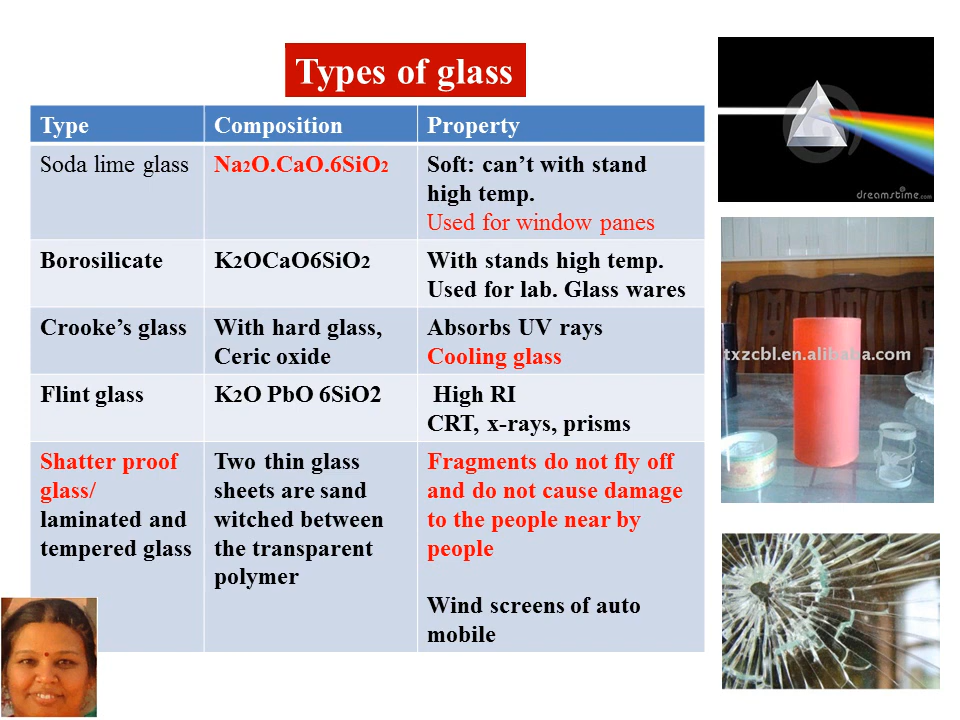 Types of glass
Type Composition Property
Soda lime glass Na2O.CaO.6SiO2 Soft: can’t with stand
high temp.
Used for window panes
Borosilicate K2OCaO6SiO2 With stands high temp.
Used for lab. Glass wares
Crooke’s glass With hard glass, Absorbs UV rays
Ceric oxide Cooling glass
Flint glass K2O PbO 6SiO2 High RI
CRT, x-rays, prisms
Shatter proof Two thin glass Fragments do not fly off
glass/ sheets are sand and do not cause damage
laminated and witched between to the people near by
tempered glass the transparent people
polymer
Wind screens of auto
mobile
dreamstime.com
txzcbl.en.alibaba.com